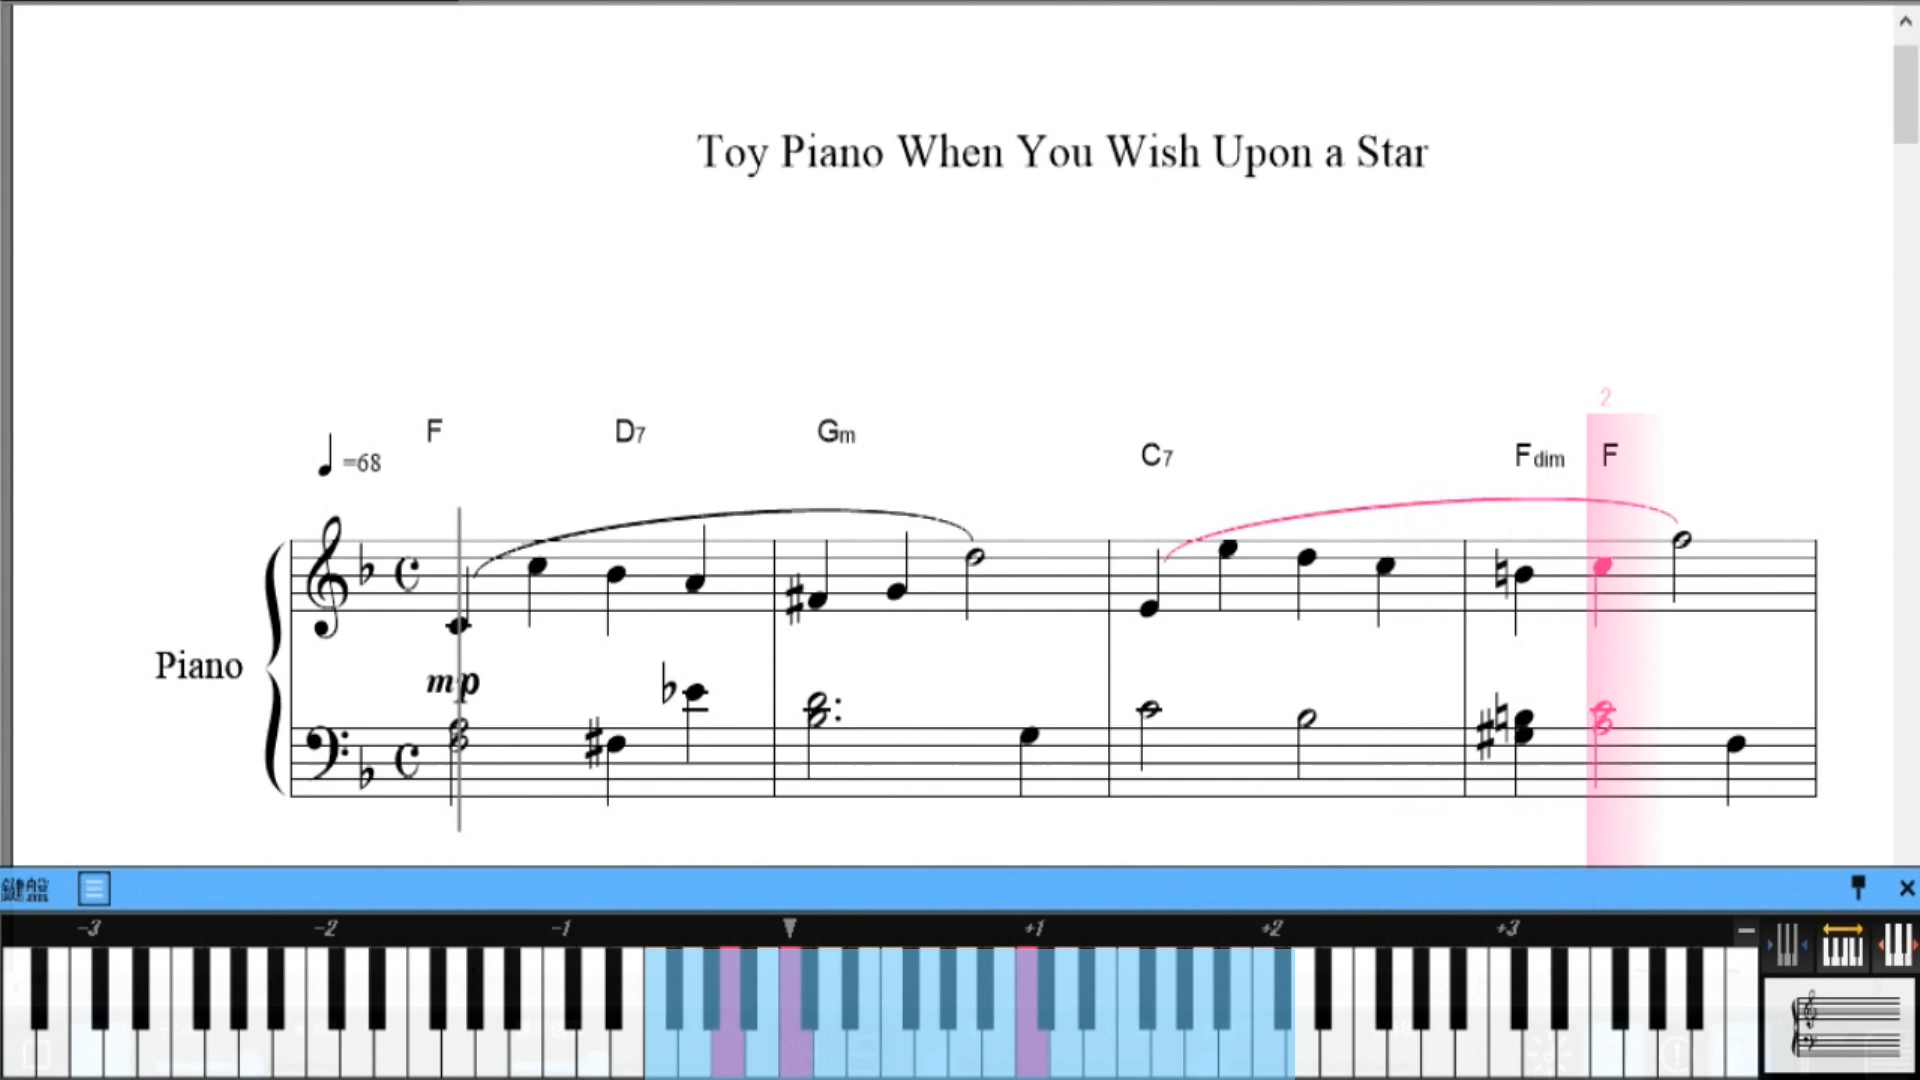 Toy Piano When You Wish Upon a Star
2
F D7 Gm C7 Fdim F
=68
Piano
mp
鍵盤
-3 -2 -1 +1 +2 +3